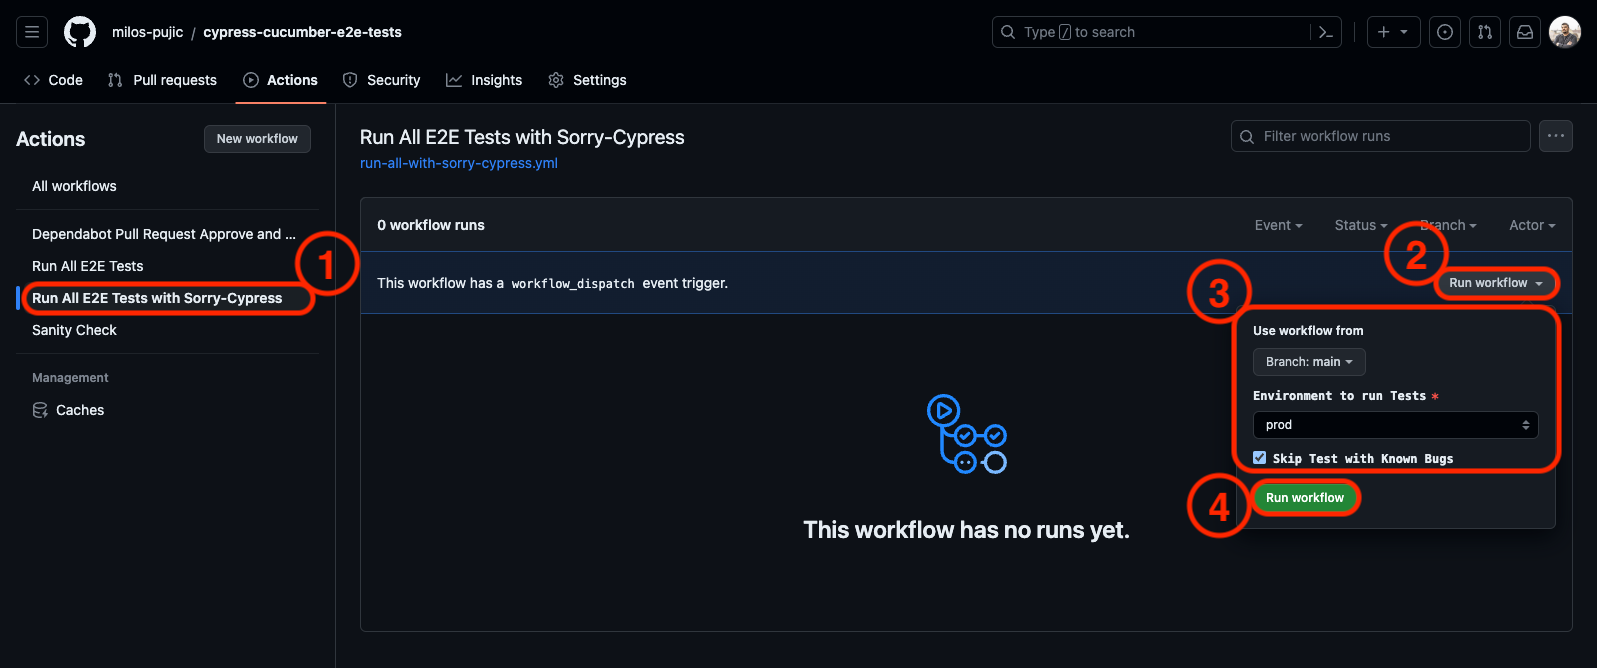 milos-pujic / cypress-cucumber-e2e-tests
Type / to search
Code Pull requests Actions Security Insights Settings
Actions
New workflow
All workflows
Dependabot Pull Request Approve and ...
Run All E2E Tests
1
Run All E2E Tests with Sorry-Cypress
Sanity Check
Management
Caches
Run All E2E Tests with Sorry-Cypress
run-all-with-sorry-cypress.yml
Filter workflow runs
0 workflow runs
Event Status Branch Actor
This workflow has a workflow_dispatch event trigger.
2
Run workflow
3
Use workflow from
Branch: main
Environment to run Tests *
prod
Skip Test with Known Bugs
4
Run workflow
This workflow has no runs yet.